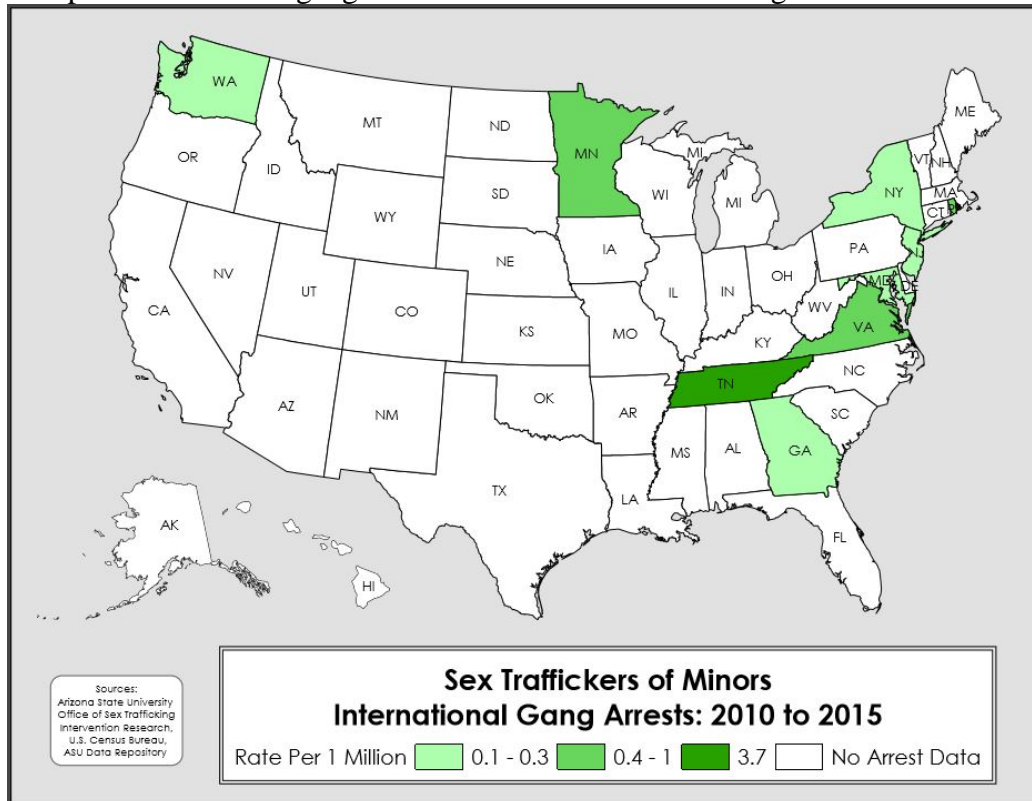 WA
MT
ND
MN
ME
OR
ID
SD
WI
MI
MI
VT
NH
NY
MA
CT
WY
IA
PA
NJ
NE
NV
UT
CO
IL
IN
OH
MD
DE
WV
VA
CA
KS
MO
KY
NC
TN
AZ
NM
OK
AR
SC
MS
AL
GA
TX
LA
FL
AK
HI
Sources:
Arizona State University
Office of Sex Trafficking
Intervention Research,
U.S. Census Bureau,
ASU Data Repository
Sex Traffickers of Minors
International Gang Arrests: 2010 to 2015
Rate Per 1 Million 0.1 - 0.3 0.4 - 1 3.7 No Arrest Data